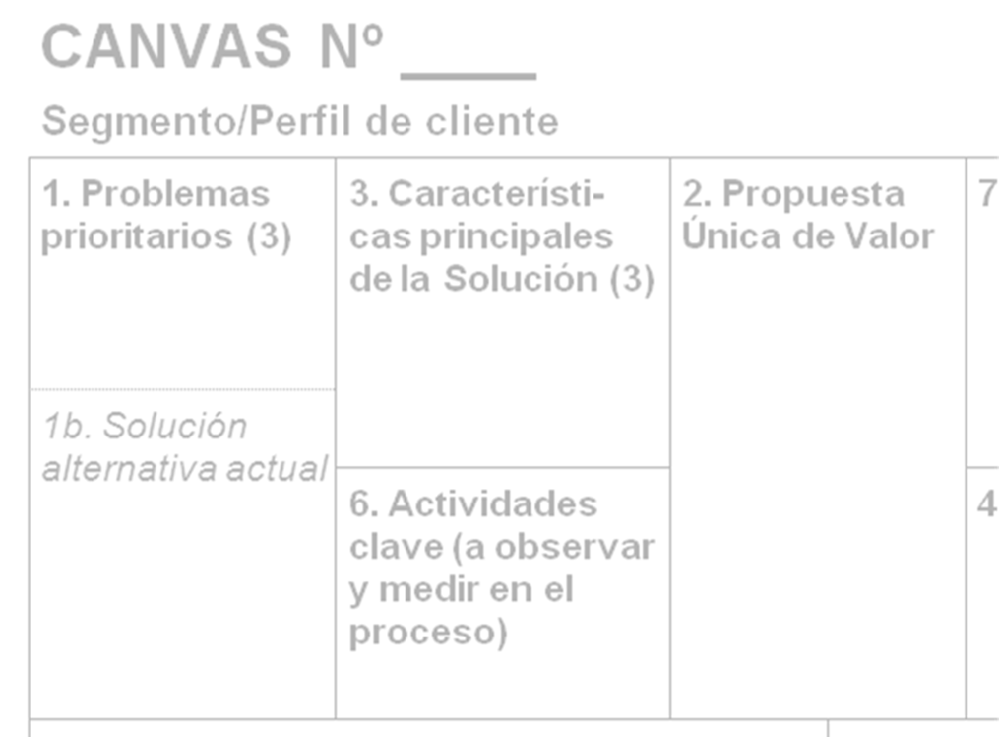 CANVAS Nº ____
Segmento/Perfil de cliente
1. Problemas
prioritarios (3)
1b. Solución
alternativa actual
3. Característi-
cas principales
de la Solución (3)
6. Actividades
clave (a observar
y medir en el
proceso)
2. Propuesta
Única de Valor
7
4